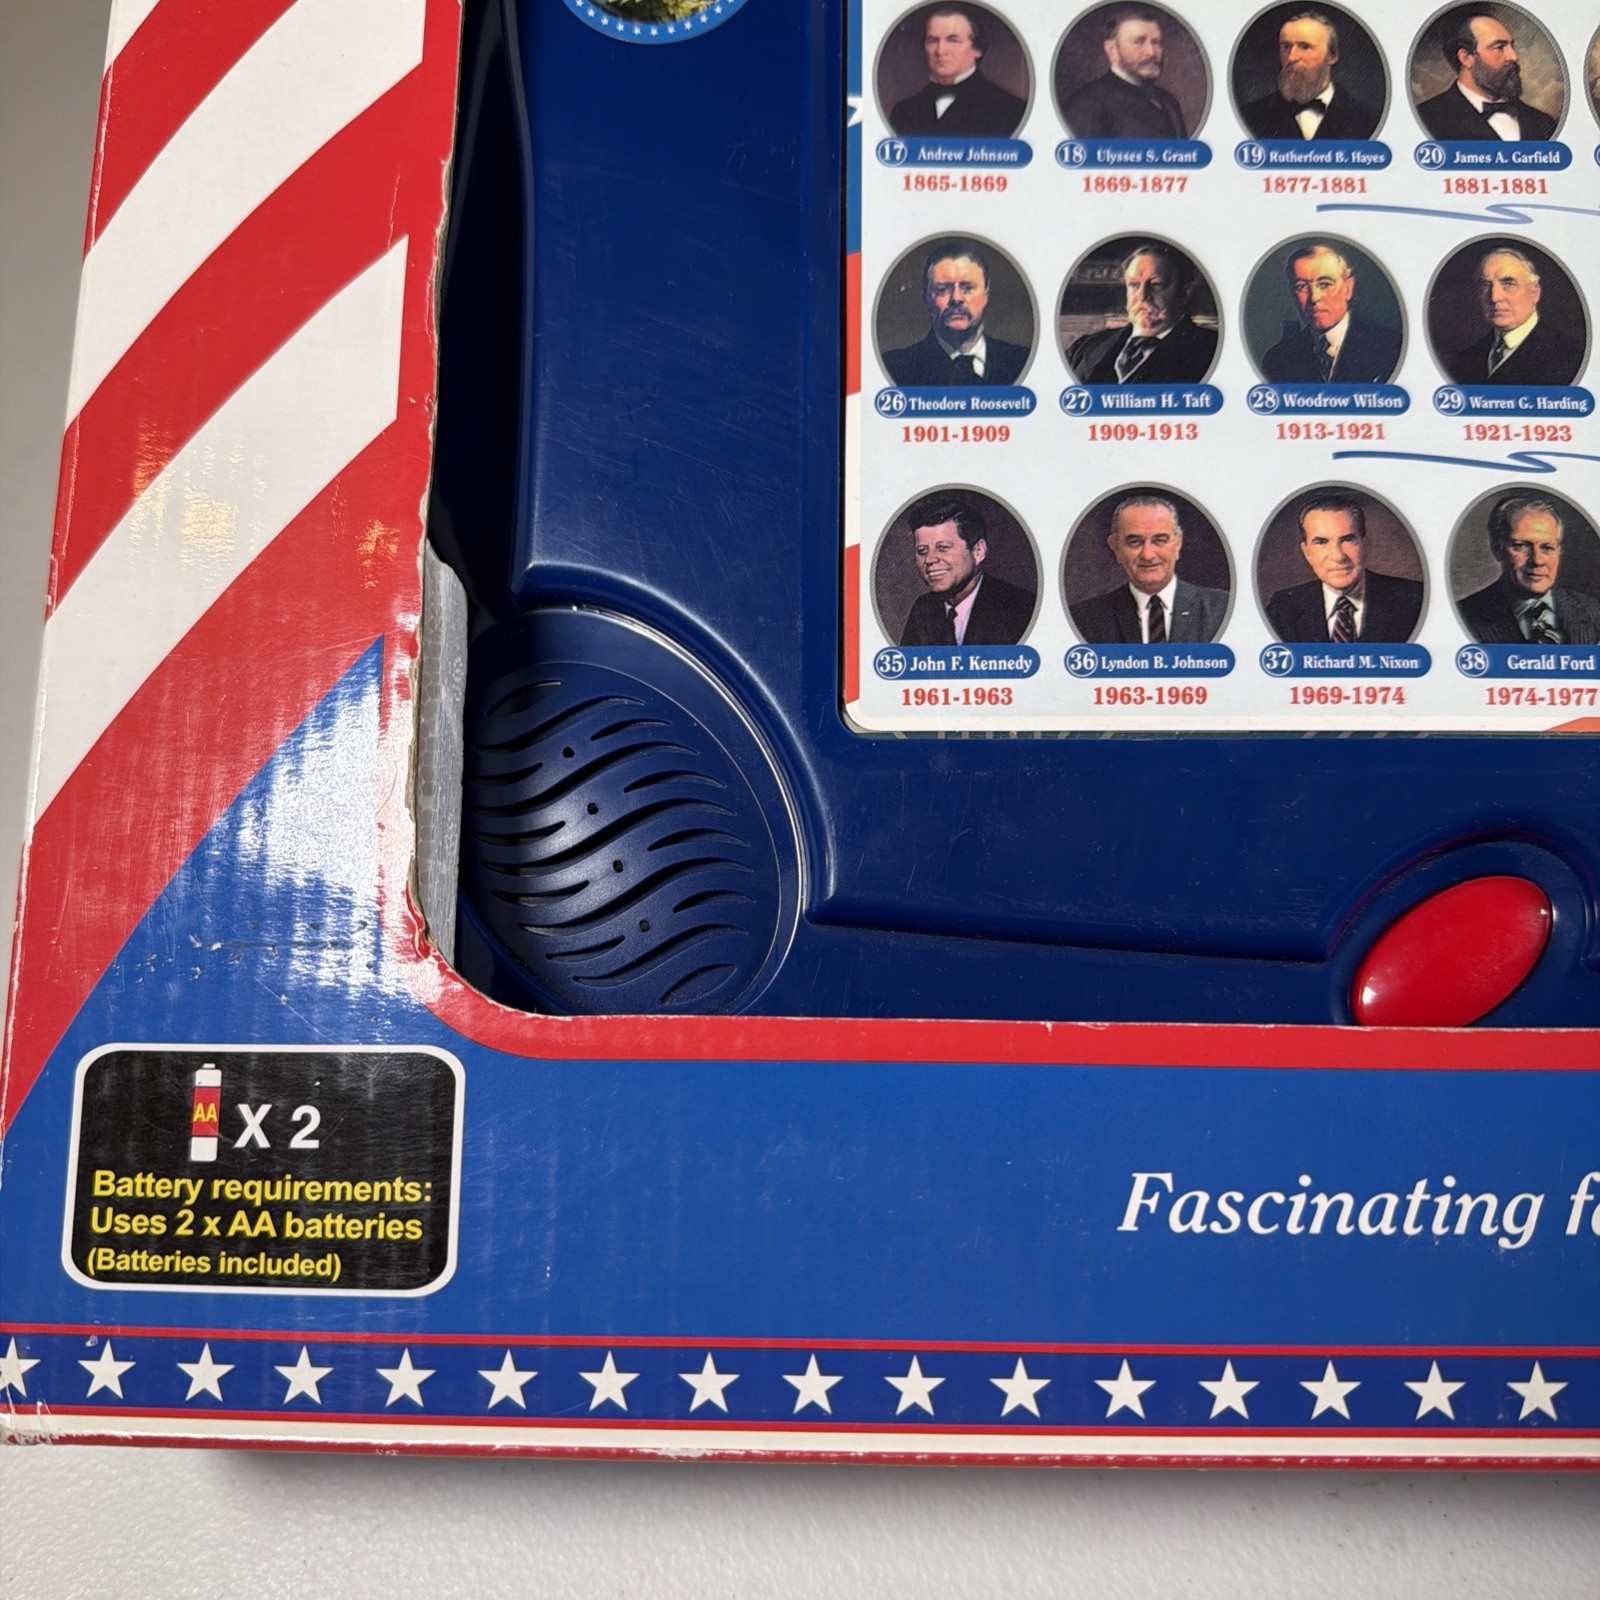 17 Andrew Johnson
1865-1869
18 Ulysses S. Grant
1869-1877
19 Rutherford B. Hayes
1877-1881
20 James A. Garfield
1881-1881
26 Theodore Roosevelt
1901-1909
27 William H. Taft
1909-1913
28 Woodrow Wilson
1913-1921
29 Warren G. Harding
1921-1923
35 John F. Kennedy
1961-1963
36 Lyndon B. Johnson
1963-1969
37 Richard M. Nixon
1969-1974
38 Gerald Ford
1974-1977
AA X 2
Battery requirements:
Uses 2 x AA batteries
(Batteries included)
Fascinating